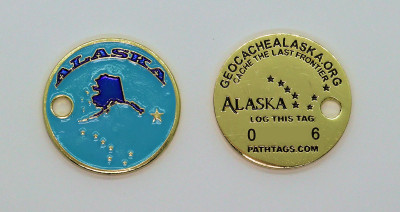 ALASKA
GEOCACHEALASKA.ORG
CACHE THE LAST FRONTIER
ALASKA
LOG THIS TAG
0 6
PATHTAGS.COM